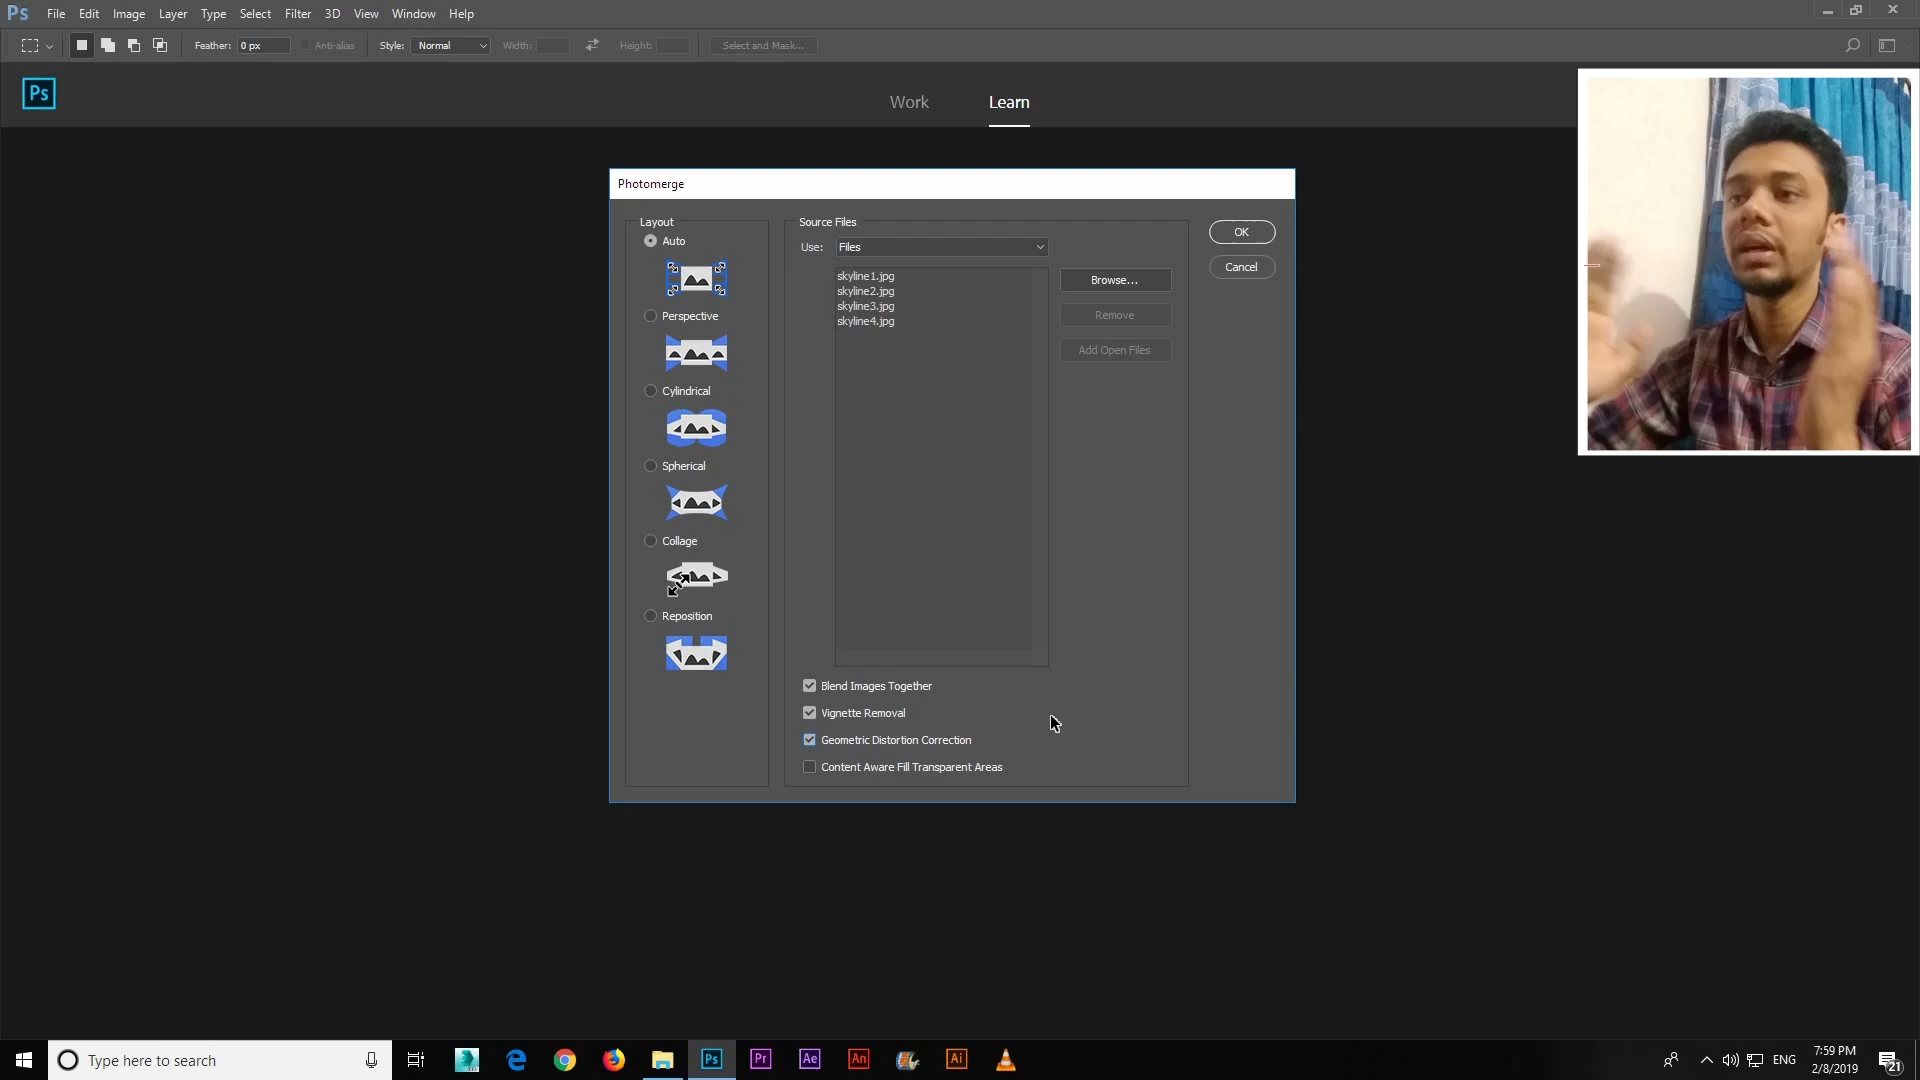 Ps File Edit Image Layer Type Select Filter 3D View Window Help
Feather: 0 px Anti-alias Style: Normal Width: Height: Select and Mask...
Ps Work Learn
Photomerge
Layout
Auto
Perspective
Cylindrical
Spherical
Collage
Reposition
Source Files
Use: Files
skyline1.jpg
skyline2.jpg
skyline3.jpg
skyline4.jpg
Browse...
Remove
Add Open Files
Blend Images Together
Vignette Removal
Geometric Distortion Correction
Content Aware Fill Transparent Areas
OK
Cancel
Type here to search
Ps Pr Ae An Ai
ENG
7:59 PM
2/8/2019
21